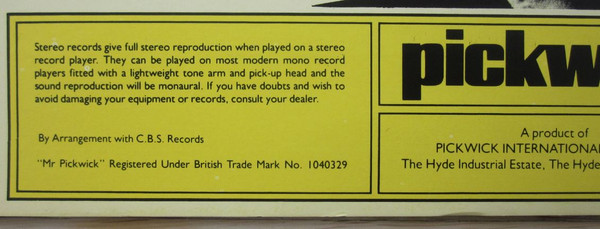 Stereo records give full stereo reproduction when played on a stereo
record player. They can be played on most modern mono record
players fitted with a lightweight tone arm and pick-up head and the
sound reproduction will be monaural. If you have doubts and wish to
avoid damaging your equipment or records, consult your dealer.
By Arrangement with C.B.S. Records
"Mr Pickwick" Registered Under British Trade Mark No. 1040329
pickw
A product of
PICKWICK INTERNATIONA
The Hyde Industrial Estate, The Hyde